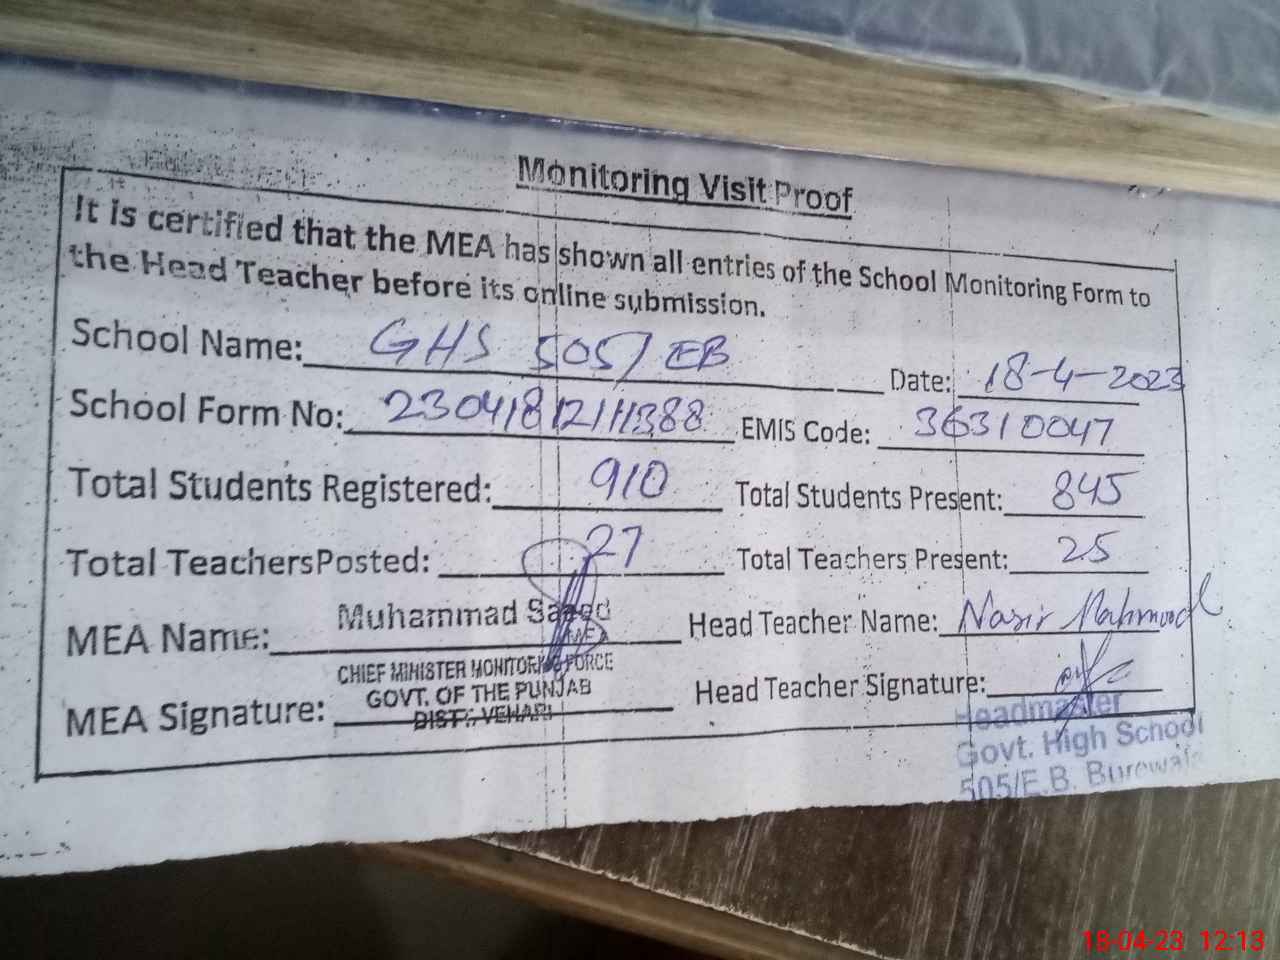 Monitoring Visit Proof
It is certified that the MEA has shown all entries of the School Monitoring Form to
the Head Teacher before its online submission.
School Name: GHS 505/EB Date: 18-4-2023
School Form No: EMIS Code: 36310047
Total Students Registered: 910 Total Students Present: 845
Total TeachersPosted: 27 Total Teachers Present: 25
MEA Name: Muhammad Saeed Head Teacher Name: Nasir Mahmood
MEA
CHIEF MINISTER MONITORING FORCE
GOVT. OF THE PUNJAB
DISTT: VEHARI
MEA Signature: Head Teacher Signature:
Headmaster
Govt. High School
505/E.B. Burewala
18-04-23 12:13